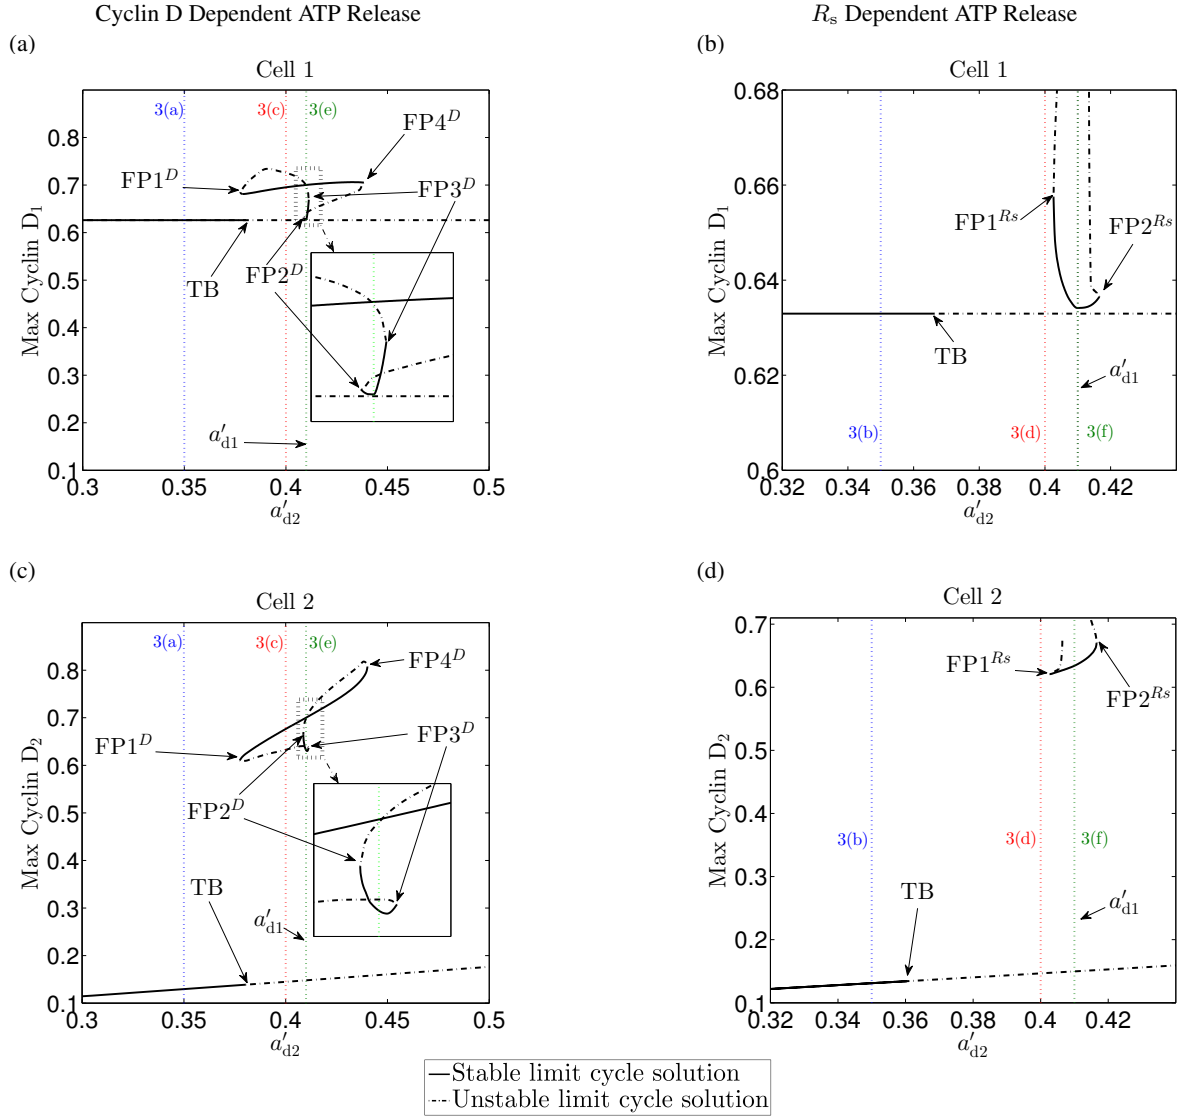 Cyclin D Dependent ATP Release
R_s Dependent ATP Release
(a)
Cell 1
Max Cyclin D_1
0.8
0.7
0.6
0.5
0.4
0.3
0.2
0.1
3(a)
3(c)
3(e)
FP1^D
FP4^D
FP3^D
FP2^D
TB
a′_d1
0.3 0.35 0.4 0.45 0.5
a′_d2
(b)
Cell 1
Max Cyclin D_1
0.68
0.66
0.64
0.62
0.6
FP1^Rs
FP2^Rs
TB
a′_d1
3(b)
3(d)
3(f)
0.32 0.34 0.36 0.38 0.4 0.42
a′_d2
(c)
Cell 2
Max Cyclin D_2
0.8
0.7
0.6
0.5
0.4
0.3
0.2
0.1
3(a)
3(c)
3(e)
FP4^D
FP1^D
FP3^D
FP2^D
TB
a′_d1
0.3 0.35 0.4 0.45 0.5
a′_d2
(d)
Cell 2
Max Cyclin D_2
0.7
0.6
0.5
0.4
0.3
0.2
0.1
FP1^Rs
FP2^Rs
3(b)
3(d)
3(f)
TB
a′_d1
0.32 0.34 0.36 0.38 0.4 0.42
a′_d2
Stable limit cycle solution
Unstable limit cycle solution